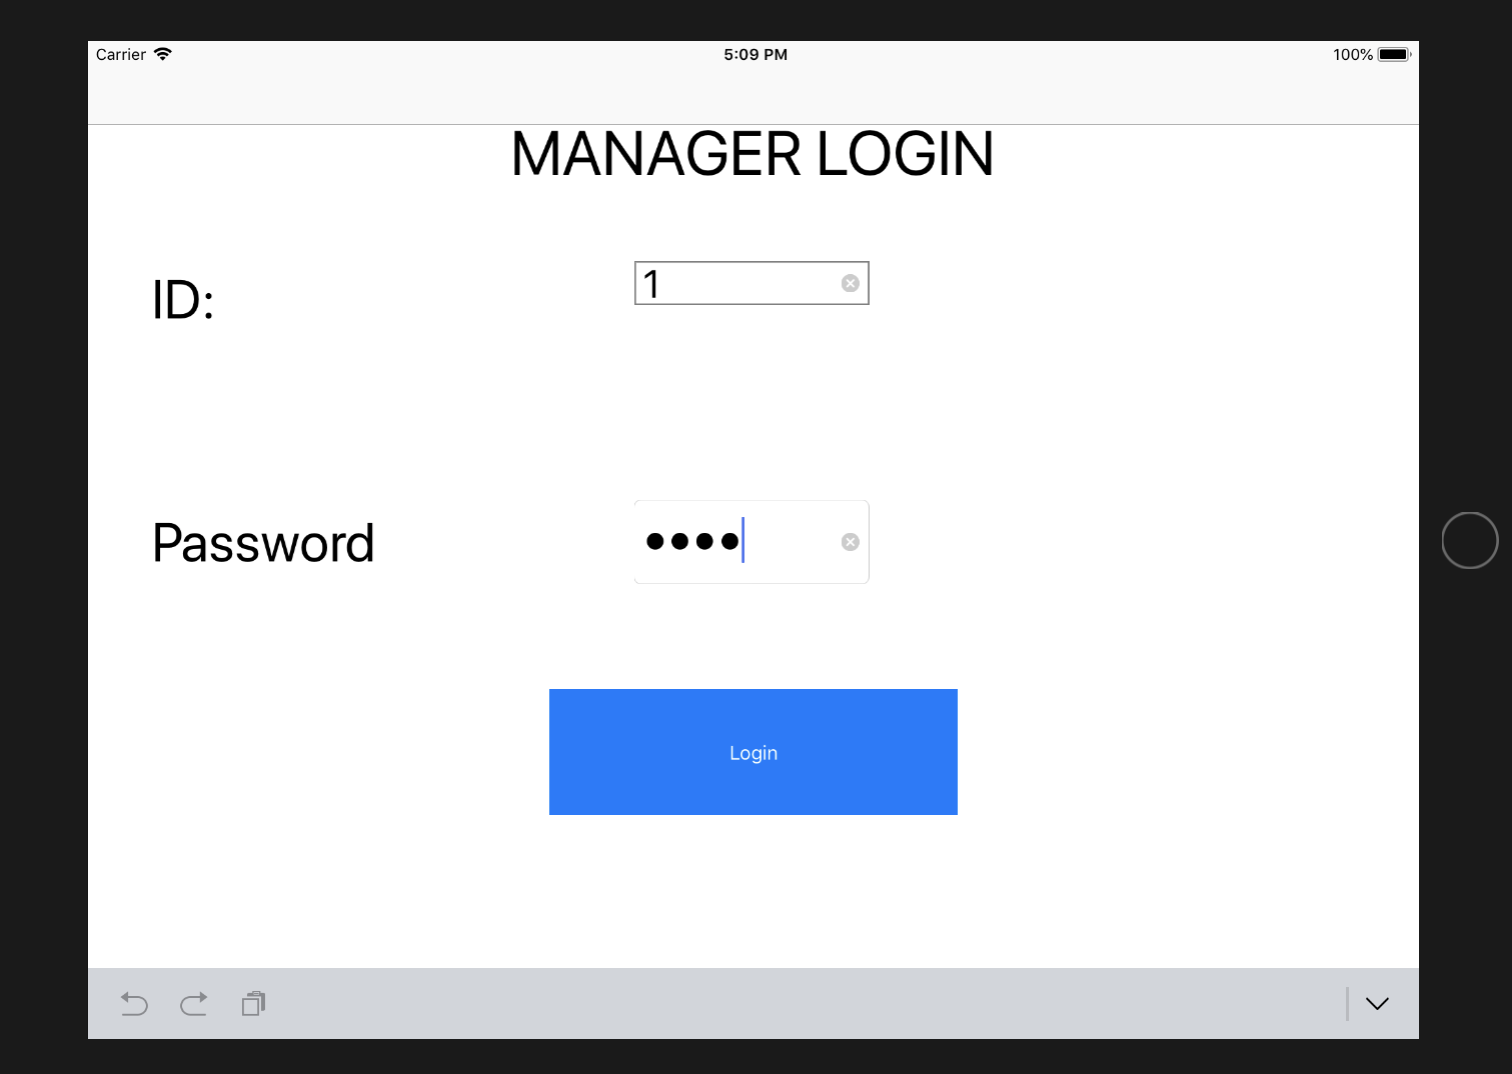 Carrier 5:09 PM 100%
MANAGER LOGIN
ID: 1
Password ••••
Login